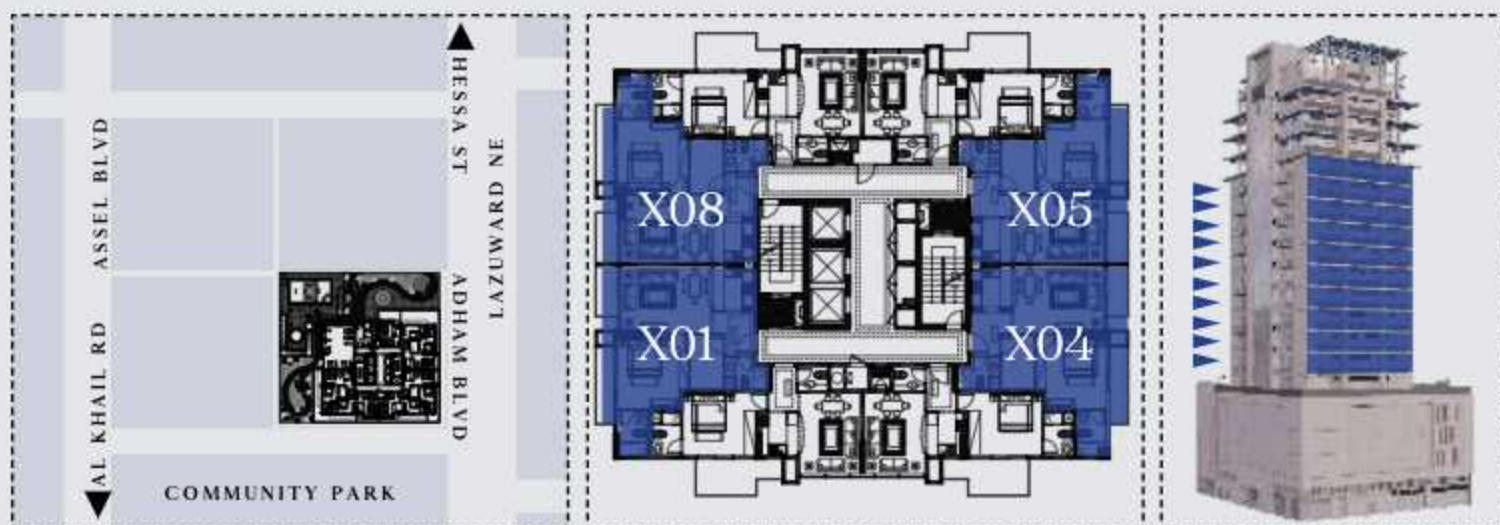 ASSEL BLVD
AL KHAIL RD
HESSA ST
LAZUWARD NE
ADHAM BLVD
COMMUNITY PARK
X08
X05
X01
X04